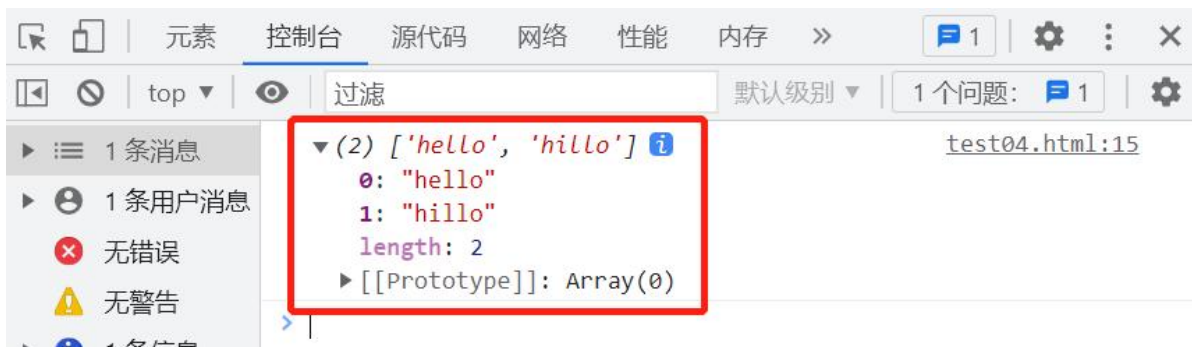 元素 控制台 源代码 网络 性能 内存 » 1
top ▼ 过滤 默认级别 ▼ 1 个问题： 1
1 条消息
▼(2) ['hello', 'hillo'] i test04.html:15
0: "hello"
1 条用户消息
1: "hillo"
无错误
length: 2
▶[[Prototype]]: Array(0)
无警告
>